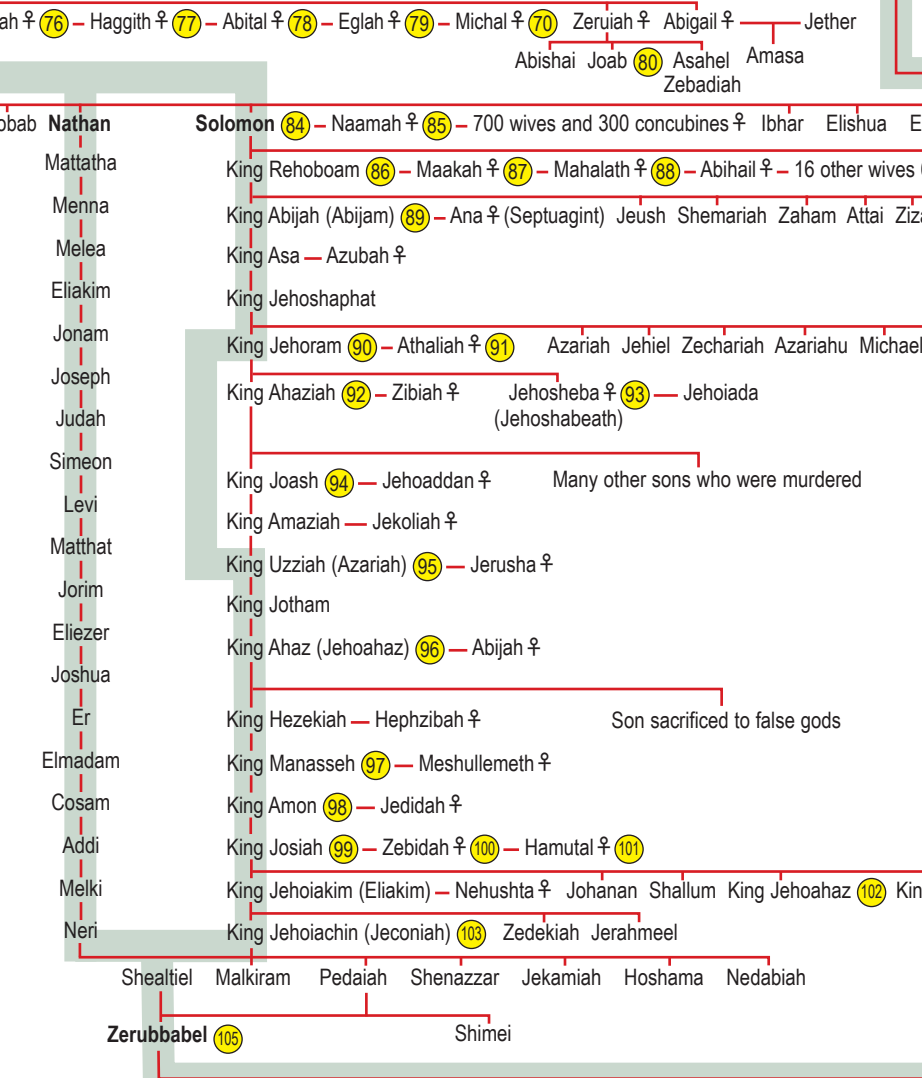 ah ♀ 76 – Haggith ♀ 77 – Abital ♀ 78 – Eglah ♀ 79 – Michal ♀ 70 Zeruiah ♀ Abigail ♀ — Jether
Abishai Joab 80 Asahel Amasa
Zebadiah
obab Nathan Solomon 84 – Naamah ♀ 85 – 700 wives and 300 concubines ♀ Ibhar Elishua E
Mattatha
King Rehoboam 86 – Maakah ♀ 87 – Mahalath ♀ 88 – Abihail ♀ – 16 other wives
Menna
King Abijah (Abijam) 89 – Ana ♀ (Septuagint) Jeush Shemariah Zaham Attai Ziza
Melea
King Asa — Azubah ♀
Eliakim
King Jehoshaphat
Jonam
King Jehoram 90 – Athaliah ♀ 91 Azariah Jehiel Zechariah Azariahu Michael
Joseph
King Ahaziah 92 – Zibiah ♀ Jehosheba ♀ 93 — Jehoiada
(Jehoshabeath)
Judah
Simeon
King Joash 94 — Jehoaddan ♀ Many other sons who were murdered
Levi
King Amaziah — Jekoliah ♀
Matthat
King Uzziah (Azariah) 95 — Jerusha ♀
Jorim
King Jotham
Eliezer
King Ahaz (Jehoahaz) 96 — Abijah ♀
Joshua
Er
King Hezekiah — Hephzibah ♀ Son sacrificed to false gods
Elmadam
King Manasseh 97 — Meshullemeth ♀
Cosam
King Amon 98 — Jedidah ♀
Addi
King Josiah 99 – Zebidah ♀ 100 – Hamutal ♀ 101
Melki
King Jehoiakim (Eliakim) – Nehushta ♀ Johanan Shallum King Jehoahaz 102 Kin
Neri
King Jehoiachin (Jeconiah) 103 Zedekiah Jerahmeel
Shealtiel Malkiram Pedaiah Shenazzar Jekamiah Hoshama Nedabiah
Zerubbabel 105 Shimei